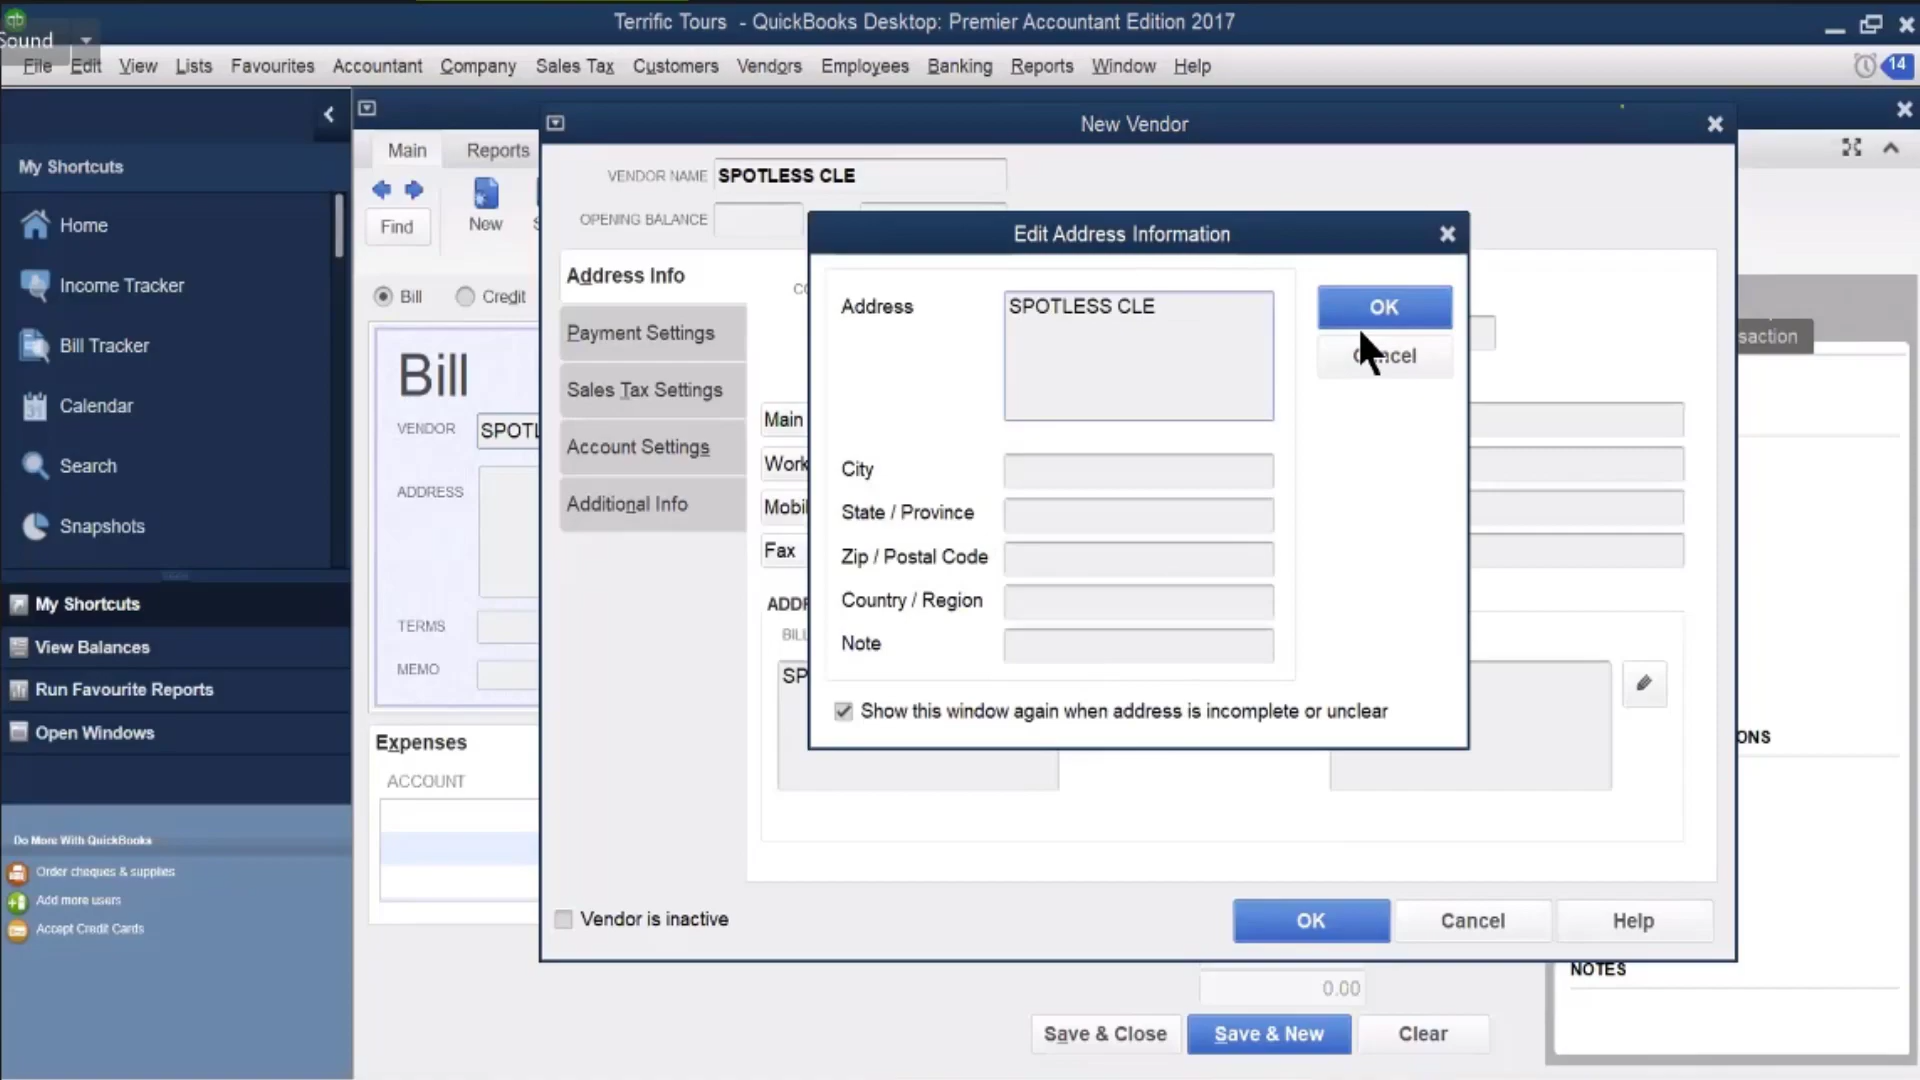 Terrific Tours - QuickBooks Desktop: Premier Accountant Edition 2017
Sound
File Edit View Lists Favourites Accountant Company Sales Tax Customers Vendors Employees Banking Reports Window Help
14
My Shortcuts
Home
Income Tracker
Bill Tracker
Calendar
Search
Snapshots
My Shortcuts
View Balances
Run Favourite Reports
Open Windows
Do More With QuickBooks
Order cheques & supplies
Add more users
Accept Credit Cards
Main Reports
Find
New
Bill Credit
Bill
VENDOR SPOTL
ADDRESS
TERMS
MEMO
Expenses
ACCOUNT
New Vendor
VENDOR NAME SPOTLESS CLE
OPENING BALANCE
Address Info
Payment Settings
Sales Tax Settings
Account Settings
Additional Info
CO
Main
Work
Mobil
Fax
ADDR
BILL
SP
Edit Address Information
Address SPOTLESS CLE
OK
Cancel
City
State / Province
Zip / Postal Code
Country / Region
Note
Show this window again when address is incomplete or unclear
Vendor is inactive
OK Cancel Help
saction
ONS
NOTES
0.00
Save & Close Save & New Clear